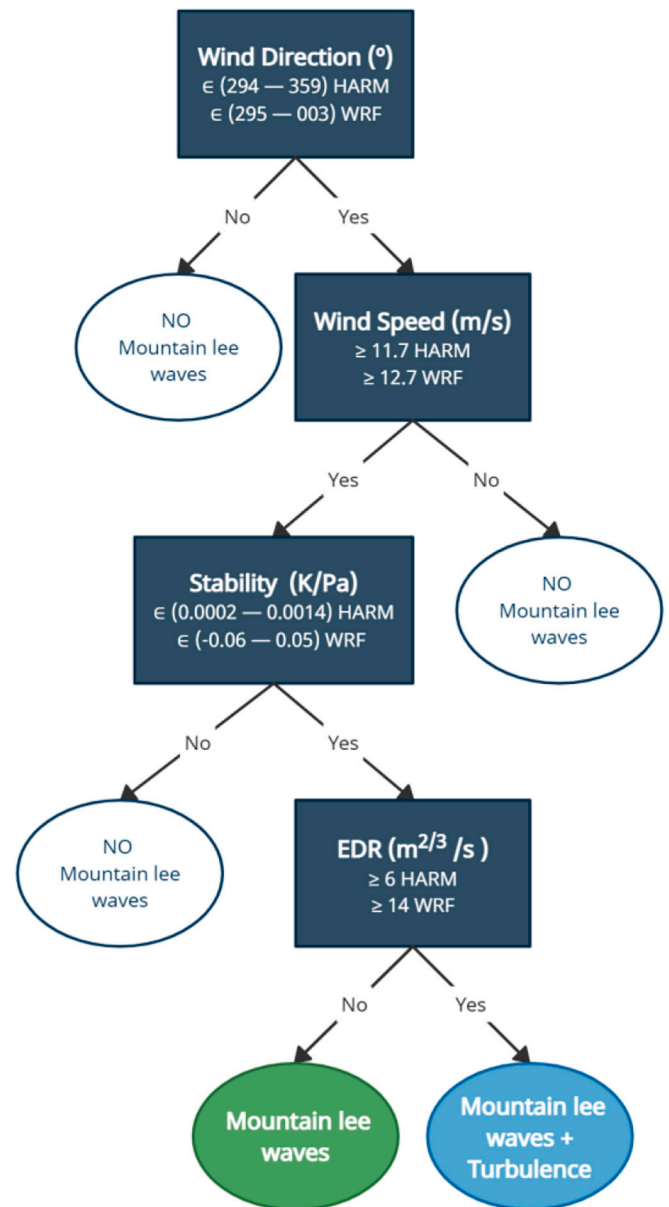 Wind Direction (°)
∈ (294 — 359) HARM
∈ (295 — 003) WRF
No
Yes
NO
Mountain lee
waves
Wind Speed (m/s)
≥ 11.7 HARM
≥ 12.7 WRF
Yes
No
Stability (K/Pa)
∈ (0.0002 — 0.0014) HARM
∈ (-0.06 — 0.05) WRF
NO
Mountain lee
waves
No
Yes
NO
Mountain lee
waves
EDR (m²ᐟ³ /s )
≥ 6 HARM
≥ 14 WRF
No
Yes
Mountain lee
waves
Mountain lee
waves +
Turbulence